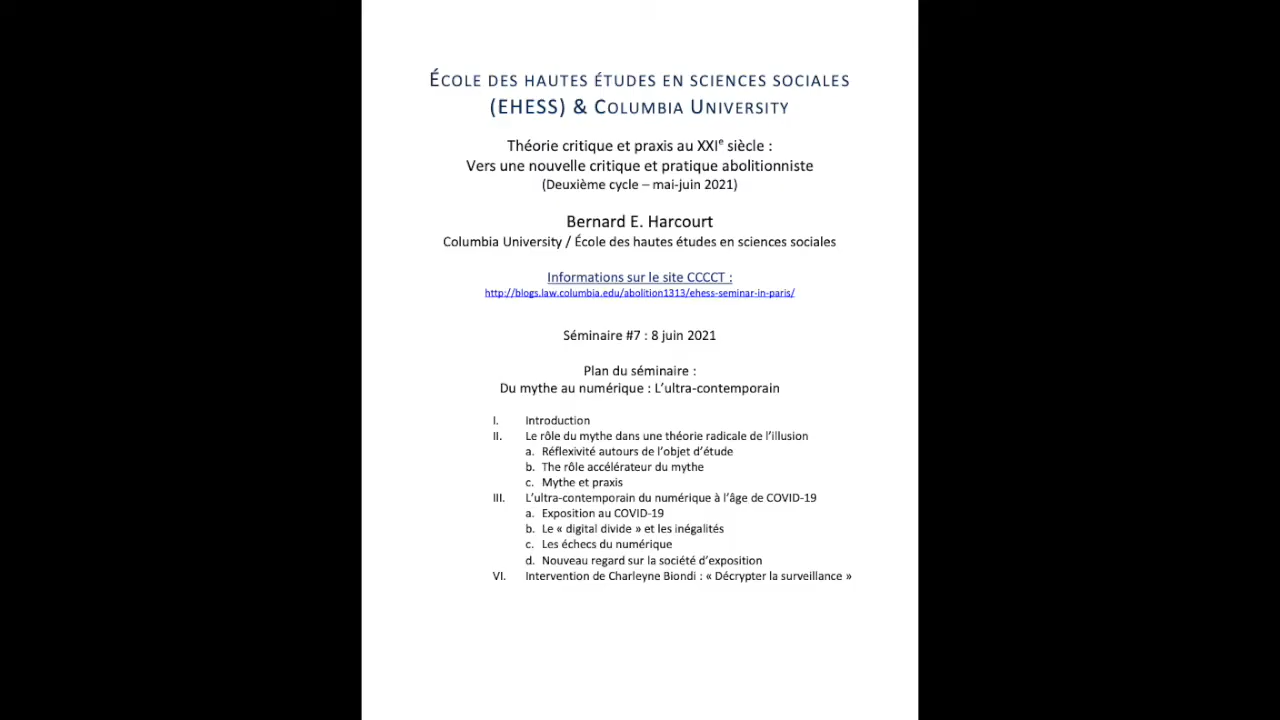 ÉCOLE DES HAUTES ÉTUDES EN SCIENCES SOCIALES
(EHESS) & COLUMBIA UNIVERSITY
Théorie critique et praxis au XXIe siècle :
Vers une nouvelle critique et pratique abolitionniste
(Deuxième cycle – mai-juin 2021)
Bernard E. Harcourt
Columbia University / École des hautes études en sciences sociales
Informations sur le site CCCCT :
http://blogs.law.columbia.edu/abolition1313/ehess-seminar-in-paris/
Séminaire #7 : 8 juin 2021
Plan du séminaire :
Du mythe au numérique : L’ultra-contemporain
I. Introduction
II. Le rôle du mythe dans une théorie radicale de l’illusion
a. Réflexivité autours de l’objet d’étude
b. The rôle accélérateur du mythe
c. Mythe et praxis
III. L’ultra-contemporain du numérique à l’âge de COVID-19
a. Exposition au COVID-19
b. Le « digital divide » et les inégalités
c. Les échecs du numérique
d. Nouveau regard sur la société d’exposition
VI. Intervention de Charleyne Biondi : « Décrypter la surveillance »